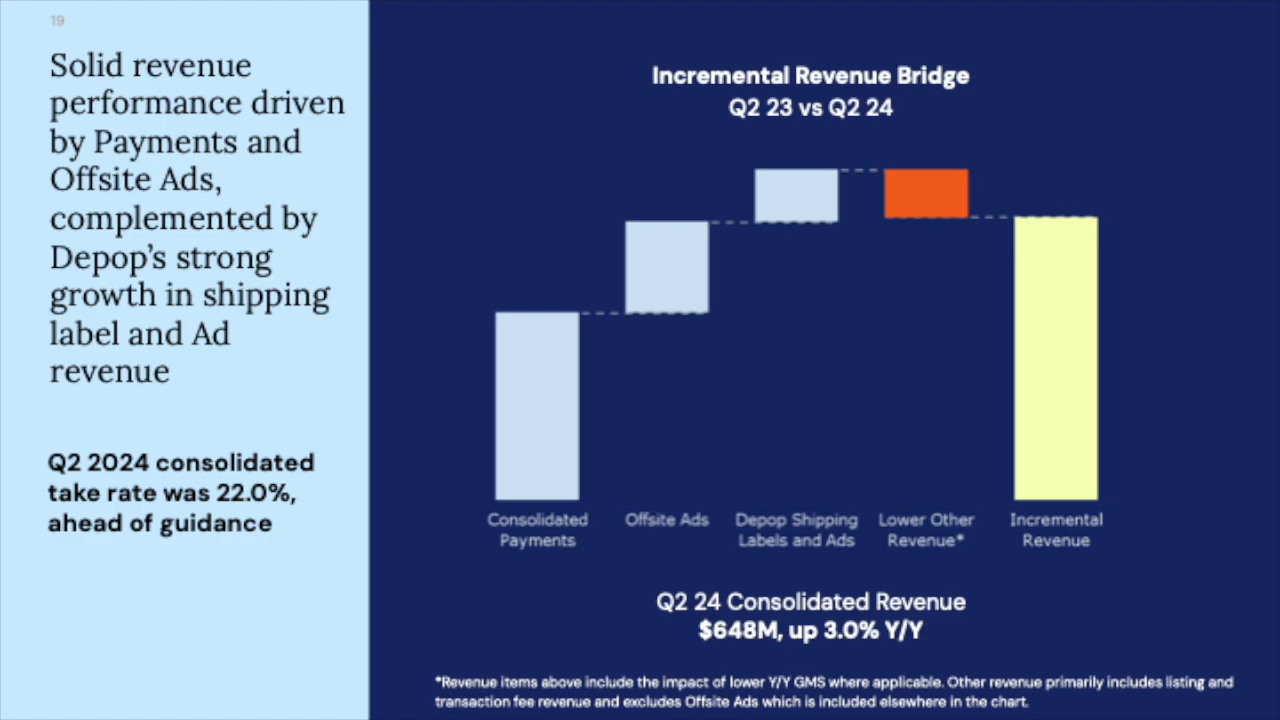 19
Solid revenue
performance driven
by Payments and
Offsite Ads,
complemented by
Depop’s strong
growth in shipping
label and Ad
revenue
Q2 2024 consolidated
take rate was 22.0%,
ahead of guidance
Incremental Revenue Bridge
Q2 23 vs Q2 24
Consolidated
Payments
Offsite Ads
Depop Shipping
Labels and Ads
Lower Other
Revenue*
Incremental
Revenue
Q2 24 Consolidated Revenue
$648M, up 3.0% Y/Y
*Revenue items above include the impact of lower Y/Y GMS where applicable. Other revenue primarily includes listing and
transaction fee revenue and excludes Offsite Ads which is included elsewhere in the chart.